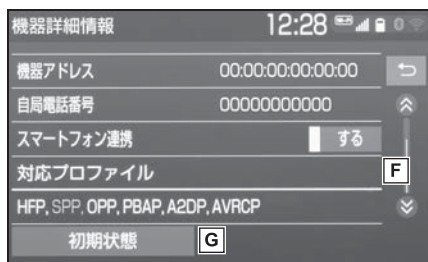 機器詳細情報 12:28 0
機器アドレス 00:00:00:00:00:00
自局電話番号 00000000000
スマートフォン連携 する
対応プロファイル F
HFP, SPP, OPP, PBAP, A2DP, AVRCP
初期状態 G